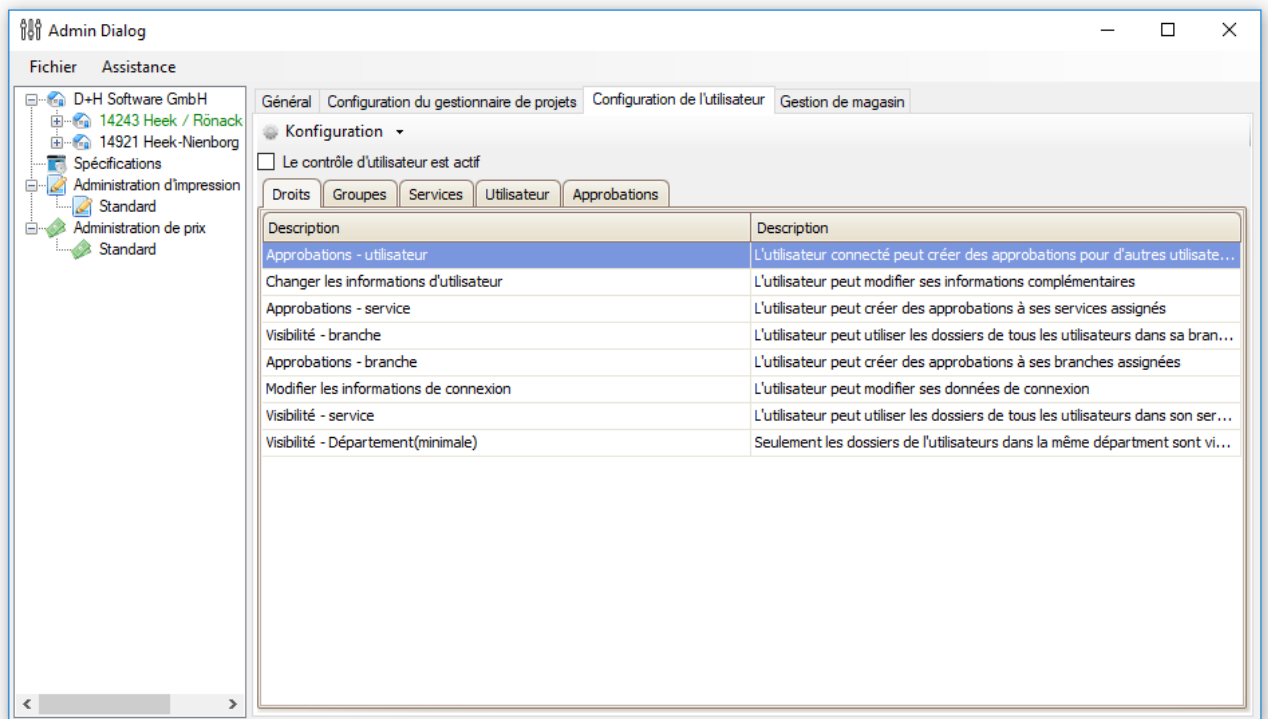 Admin Dialog
Fichier Assistance
D+H Software GmbH
14243 Heek / Rönack
14921 Heek-Nienborg
Spécifications
Administration d'impression
Standard
Administration de prix
Standard
Général Configuration du gestionnaire de projets Configuration de l'utilisateur Gestion de magasin
Konfiguration
Le contrôle d'utilisateur est actif
Droits Groupes Services Utilisateur Approbations
Description Description
Approbations - utilisateur L'utilisateur connecté peut créer des approbations pour d'autres utilisate...
Changer les informations d'utilisateur L'utilisateur peut modifier ses informations complémentaires
Approbations - service L'utilisateur peut créer des approbations à ses services assignés
Visibilité - branche L'utilisateur peut utiliser les dossiers de tous les utilisateurs dans sa bran...
Approbations - branche L'utilisateur peut créer des approbations à ses branches assignées
Modifier les informations de connexion L'utilisateur peut modifier ses données de connexion
Visibilité - service L'utilisateur peut utiliser les dossiers de tous les utilisateurs dans son ser...
Visibilité - Département(minimale) Seulement les dossiers de l'utilisateurs dans la même départment sont vi...